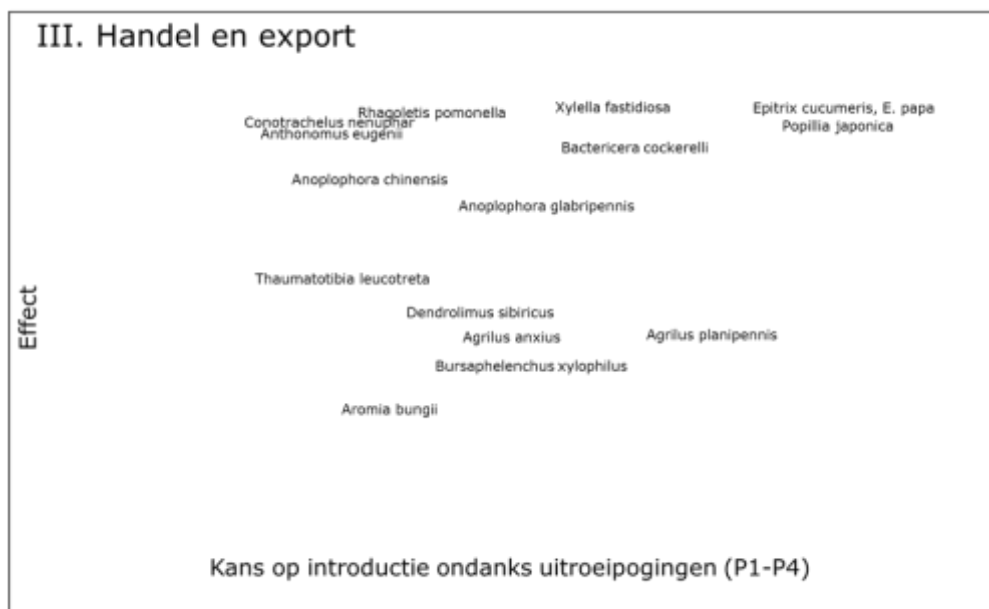 III. Handel en export
Xylella fastidiosa
Epitrix cucumeris, E. papa
Rhagoletis pomonella
Conotrachelus nenuphar
Popillia japonica
Anthonomus eugenii
Bactericera cockerelli
Anoplophora chinensis
Anoplophora glabripennis
Thaumatotibia leucotreta
Dendrolimus sibiricus
Agrilus anxius
Agrilus planipennis
Bursaphelenchus xylophilus
Aromia bungii
Effect
Kans op introductie ondanks uitroeipogingen (P1-P4)